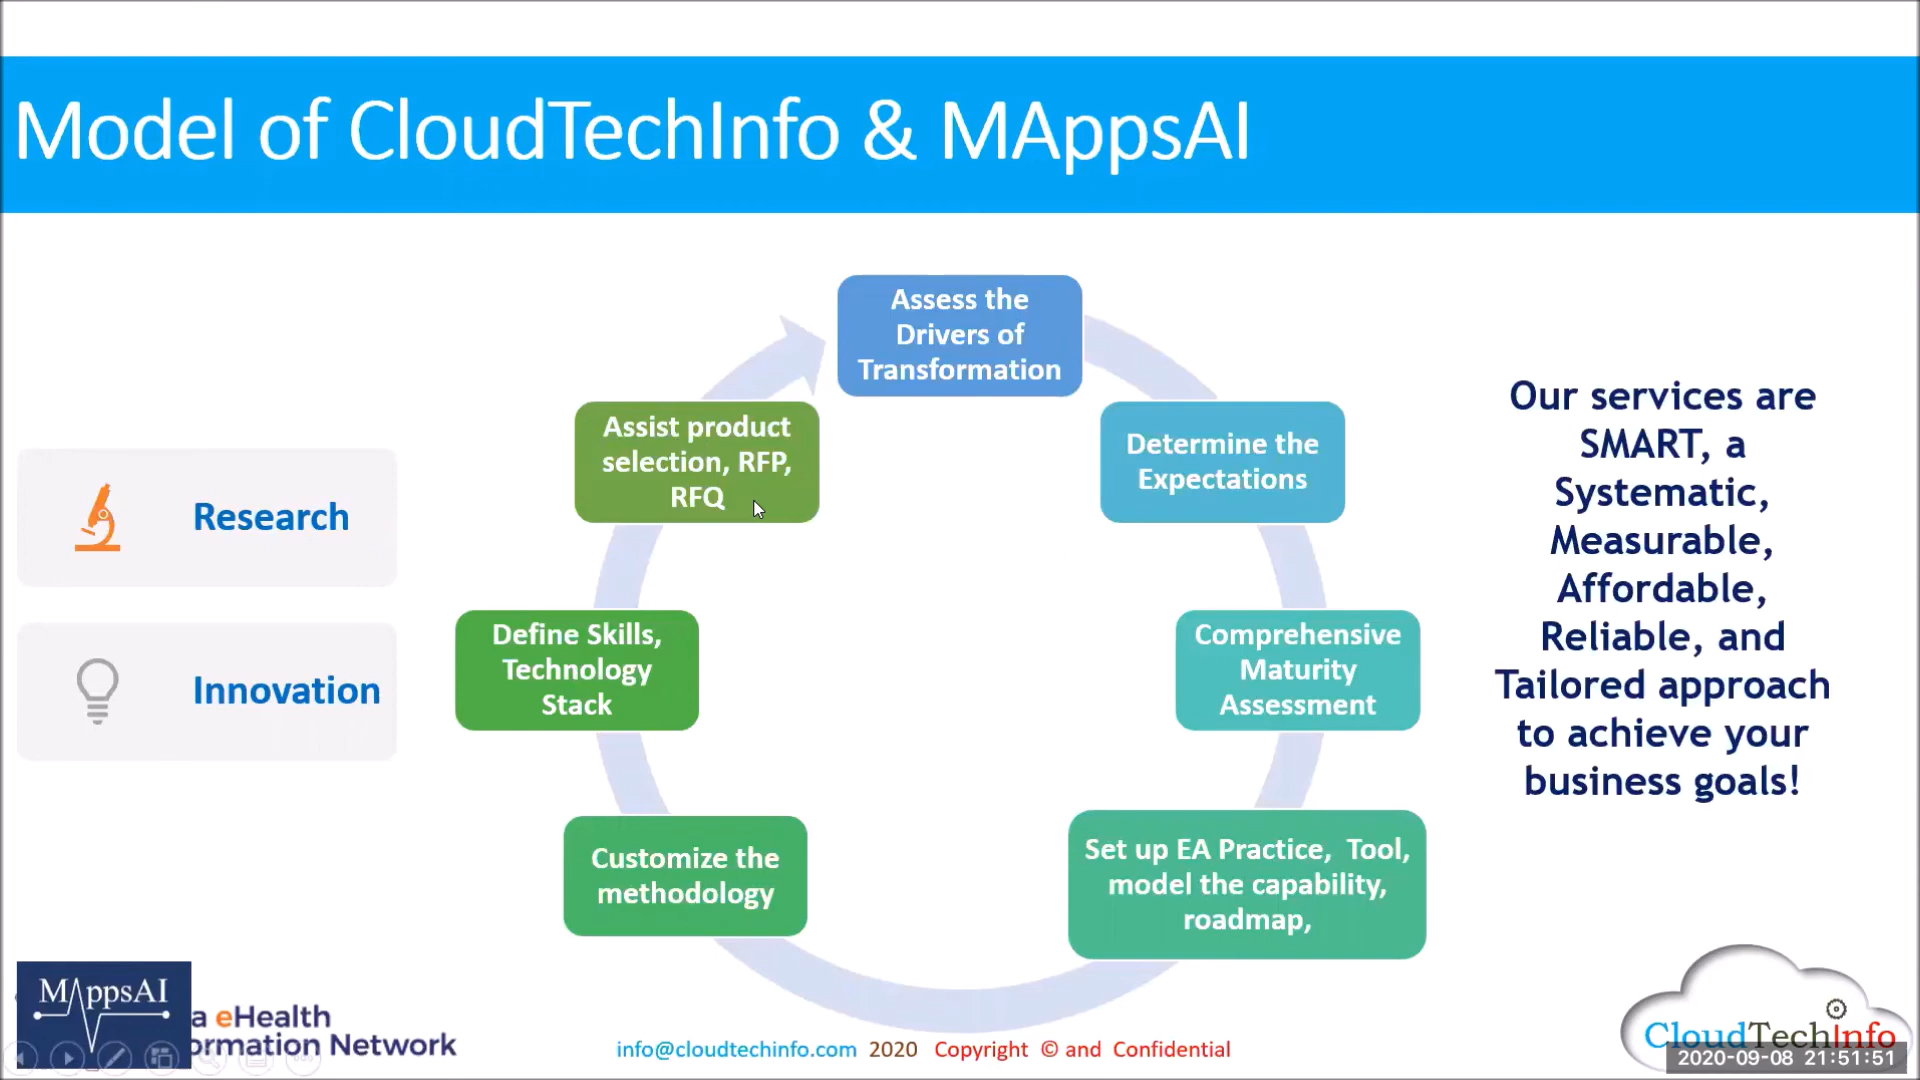 Model of CloudTechInfo & MAppsAI
Assess the
Drivers of
Transformation
Determine the
Expectations
Comprehensive
Maturity
Assessment
Set up EA Practice,  Tool,
model the capability,
roadmap,
Customize the
methodology
Define Skills,
Technology
Stack
Assist product
selection, RFP,
RFQ
Research
Innovation
Our services are
SMART, a
Systematic,
Measurable,
Affordable,
Reliable, and
Tailored approach
to achieve your
business goals!
MAppsAI
a eHealth
ormation Network
info@cloudtechinfo.com 2020 Copyright © and Confidential
CloudTechInfo
2020-09-08 21:51:51